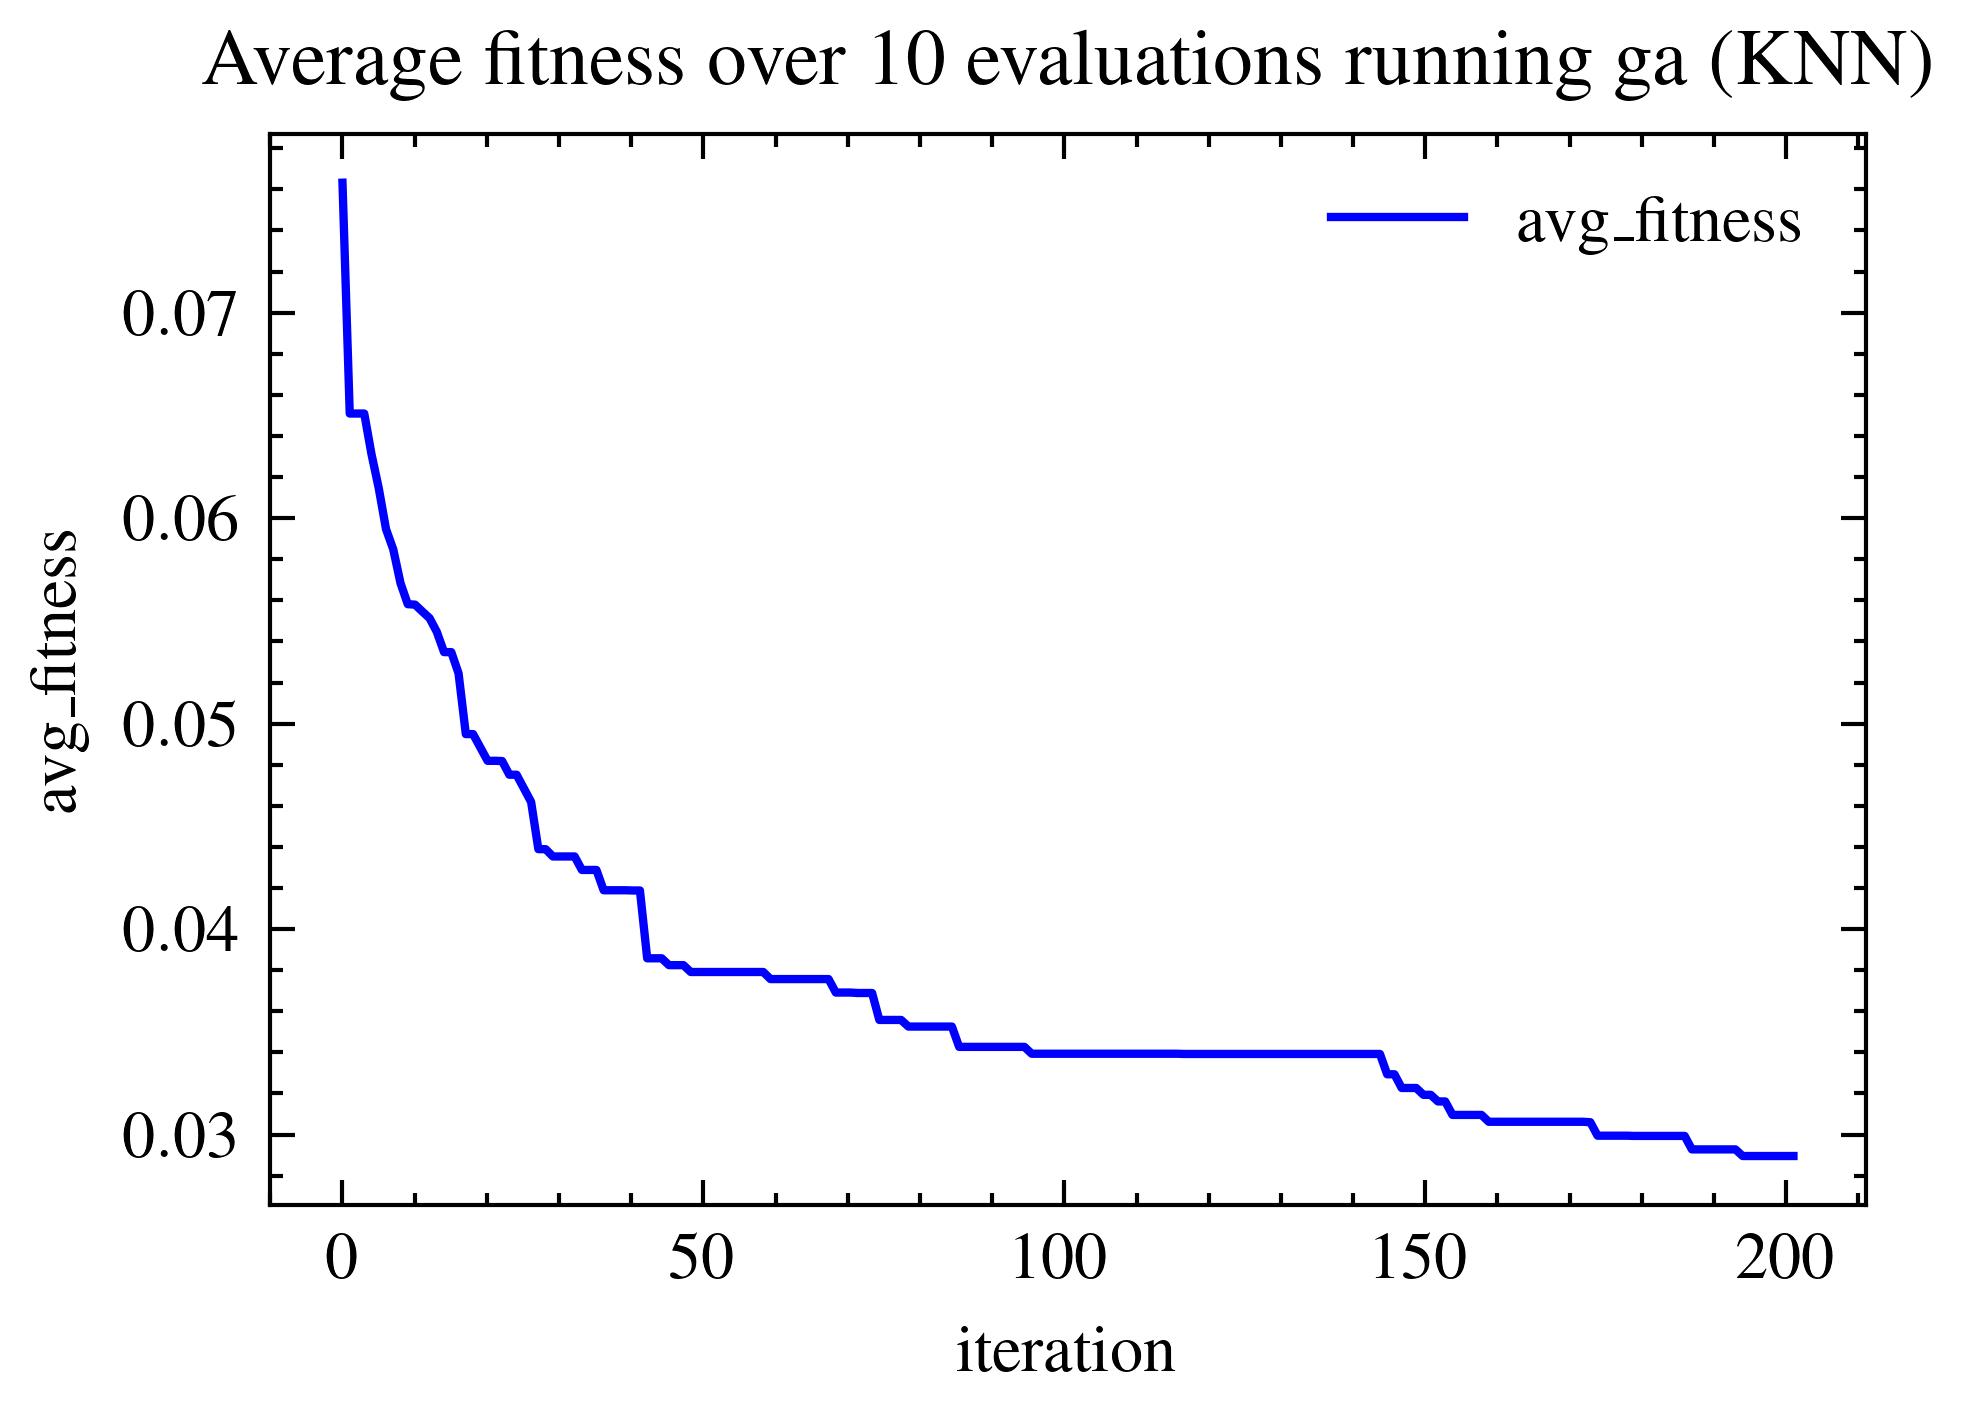 Average fitness over 10 evaluations running ga (KNN)
avg_fitness
0.07
0.06
0.05
0.04
0.03
avg_fitness
0 50 100 150 200
iteration